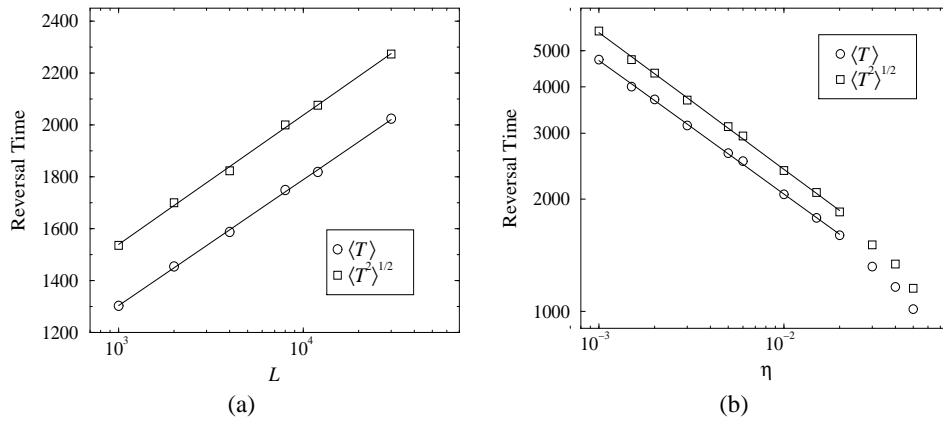 2400
2200
2000
1800
1600
1400
1200
Reversal Time
10³
10⁴
L
⟨T⟩
⟨T²⟩¹/²
(a)
5000
4000
3000
2000
1000
Reversal Time
10⁻³
10⁻²
η
⟨T⟩
⟨T²⟩¹/²
(b)